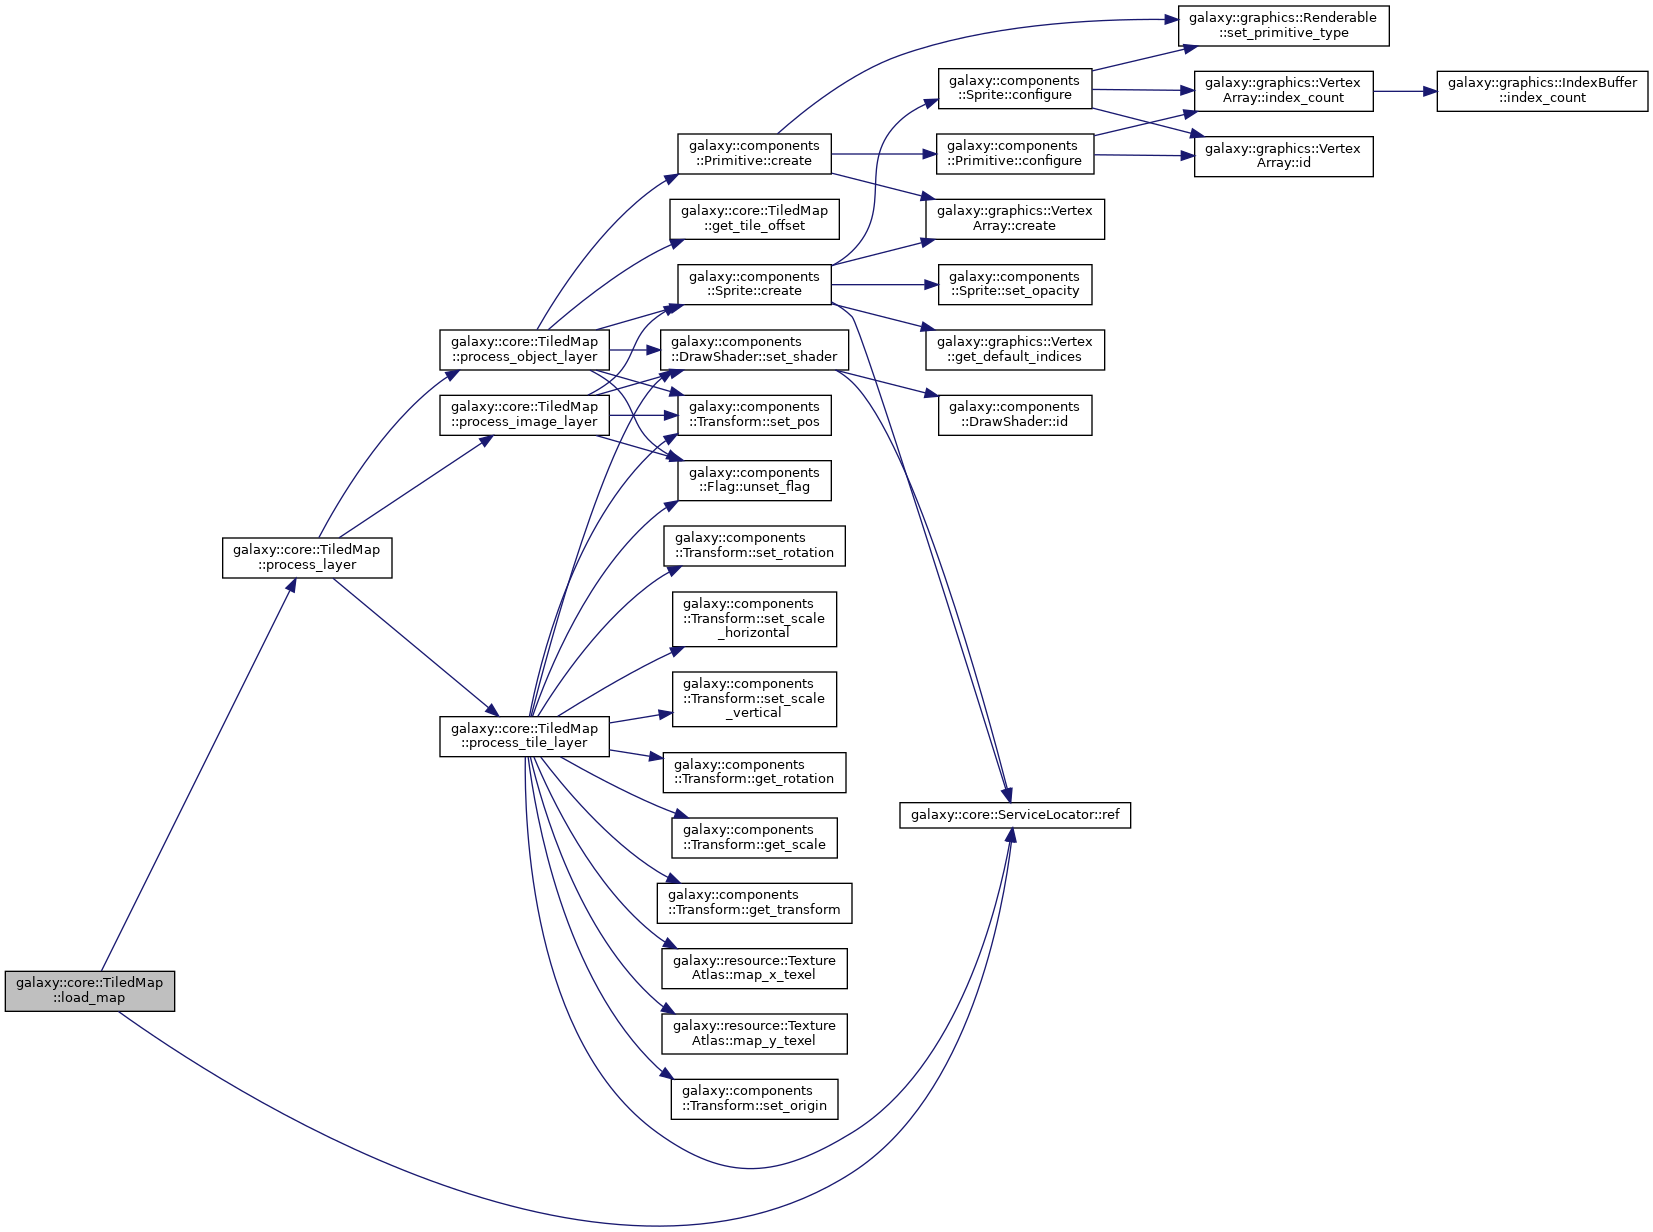 galaxy::core::TiledMap
::load_map
galaxy::core::TiledMap
::process_layer
galaxy::core::TiledMap
::process_object_layer
galaxy::core::TiledMap
::process_image_layer
galaxy::core::TiledMap
::process_tile_layer
galaxy::components
::Primitive::create
galaxy::core::TiledMap
::get_tile_offset
galaxy::components
::Sprite::create
galaxy::components
::DrawShader::set_shader
galaxy::components
::Transform::set_pos
galaxy::components
::Flag::unset_flag
galaxy::components
::Transform::set_rotation
galaxy::components
::Transform::set_scale
_horizontal
galaxy::components
::Transform::set_scale
_vertical
galaxy::components
::Transform::get_rotation
galaxy::components
::Transform::get_scale
galaxy::components
::Transform::get_transform
galaxy::resource::Texture
Atlas::map_x_texel
galaxy::resource::Texture
Atlas::map_y_texel
galaxy::components
::Transform::set_origin
galaxy::components
::Sprite::configure
galaxy::components
::Primitive::configure
galaxy::graphics::Vertex
Array::create
galaxy::components
::Sprite::set_opacity
galaxy::graphics::Vertex
::get_default_indices
galaxy::components
::DrawShader::id
galaxy::core::ServiceLocator::ref
galaxy::graphics::Renderable
::set_primitive_type
galaxy::graphics::Vertex
Array::index_count
galaxy::graphics::Vertex
Array::id
galaxy::graphics::IndexBuffer
::index_count